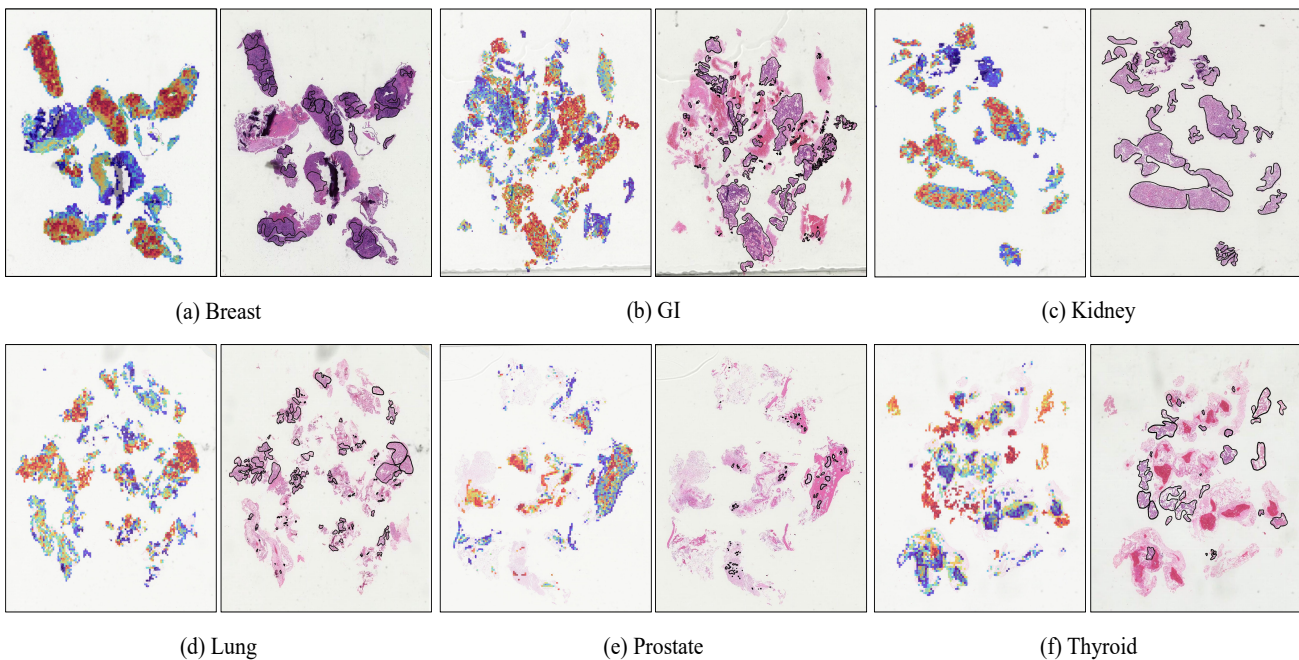 (a) Breast
(b) GI
(c) Kidney
(d) Lung
(e) Prostate
(f) Thyroid